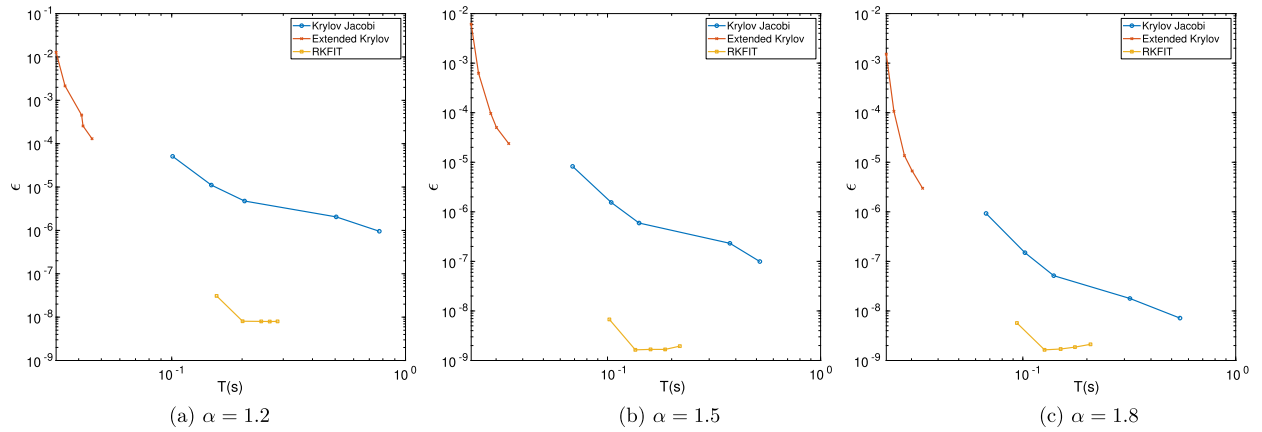 10^-1
10^-2
10^-3
10^-4
10^-5
10^-6
10^-7
10^-8
10^-9
ϵ
Krylov Jacobi
Extended Krylov
RKFIT
10^-1
10^0
T(s)
(a) α = 1.2
10^-2
10^-3
10^-4
10^-5
10^-6
10^-7
10^-8
10^-9
ϵ
Krylov Jacobi
Extended Krylov
RKFIT
10^-1
10^0
T(s)
(b) α = 1.5
10^-2
10^-3
10^-4
10^-5
10^-6
10^-7
10^-8
10^-9
ϵ
Krylov Jacobi
Extended Krylov
RKFIT
10^-1
10^0
T(s)
(c) α = 1.8